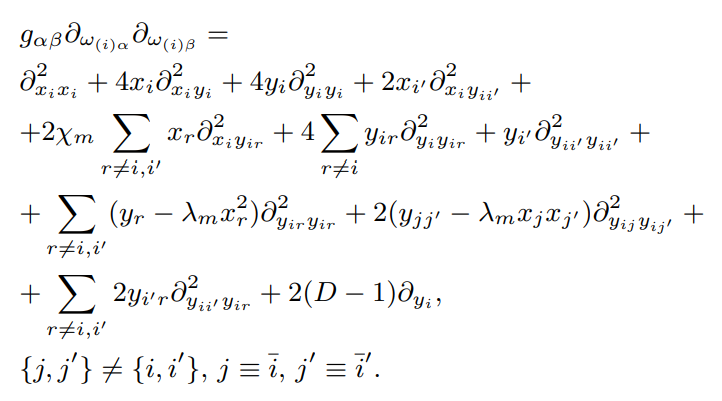 $g_{\alpha\beta}\partial_{\omega_{(i)\alpha}}\partial_{\omega_{(i)\beta}} =$
$\partial^2_{x_i x_i} + 4x_i\partial^2_{x_i y_i} + 4y_i\partial^2_{y_i y_i} + 2x_{i'}\partial^2_{x_i y_{ii'}} +$
$+2\chi_m \sum_{r\neq i,i'} x_r\partial^2_{x_i y_{ir}} + 4\sum_{r\neq i} y_{ir}\partial^2_{y_i y_{ir}} + y_{i'}\partial^2_{y_{ii'} y_{ii'}} +$
$+ \sum_{r\neq i,i'} (y_r - \lambda_m x_r^2)\partial^2_{y_{ir} y_{ir}} + 2(y_{jj'} - \lambda_m x_j x_{j'})\partial^2_{y_{ij} y_{ij'}} +$
$+ \sum_{r\neq i,i'} 2y_{i'r}\partial^2_{y_{ii'} y_{ir}} + 2(D-1)\partial_{y_i},$
$\{j,j'\} \neq \{i,i'\},\ j \equiv \bar{i},\ j' \equiv \bar{i}'.$